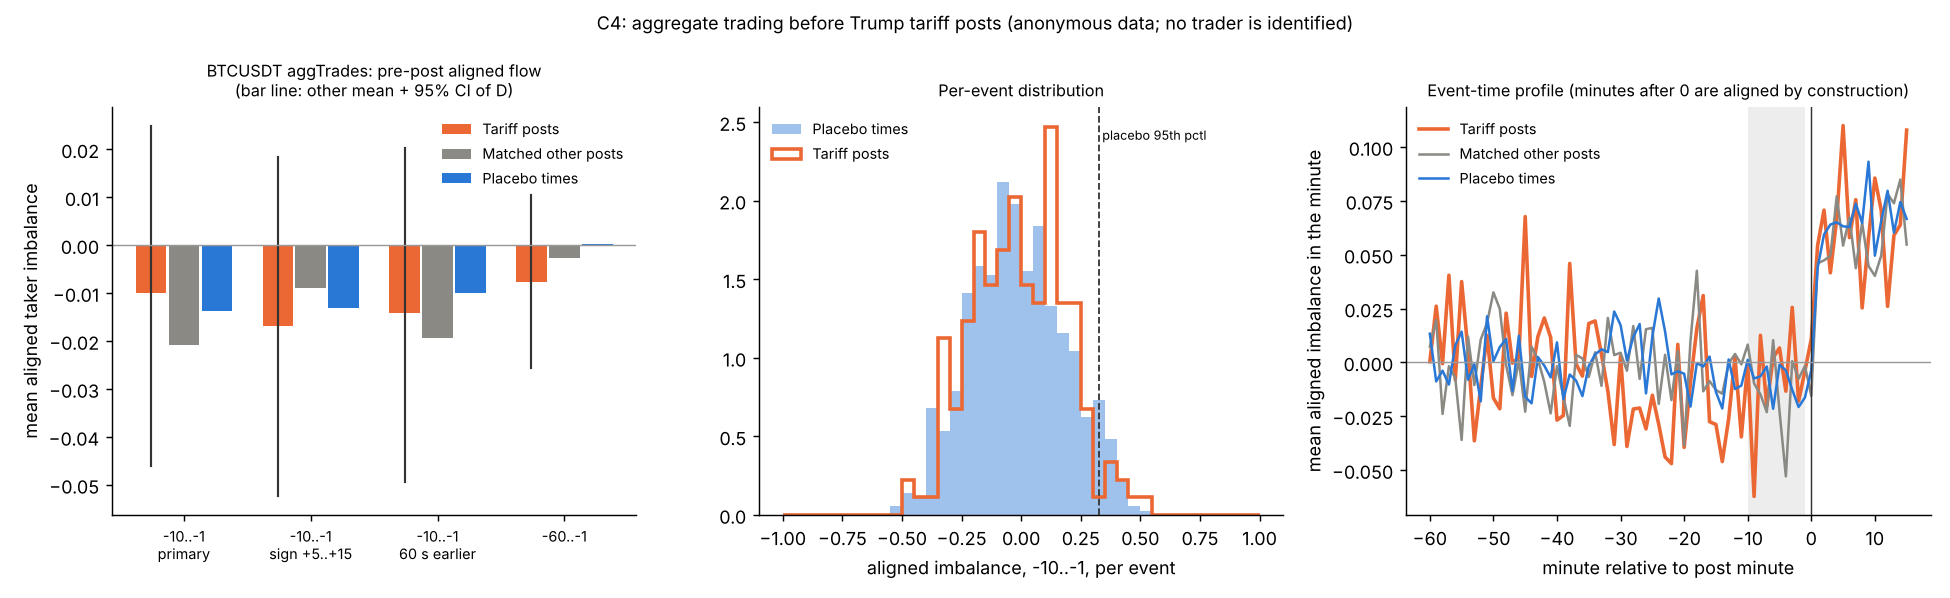 C4: aggregate trading before Trump tariff posts (anonymous data; no trader is identified)
BTCUSDT aggTrades: pre-post aligned flow
(bar line: other mean + 95% CI of D)
Tariff posts
Matched other posts
Placebo times
mean aligned taker imbalance
0.02
0.01
0.00
−0.01
−0.02
−0.03
−0.04
−0.05
-10..-1
primary
-10..-1
sign +5..+15
-10..-1
60 s earlier
-60..-1
Per-event distribution
Placebo times
Tariff posts
placebo 95th pctl
2.5
2.0
1.5
1.0
0.5
0.0
−1.00 −0.75 −0.50 −0.25 0.00 0.25 0.50 0.75 1.00
aligned imbalance, -10..-1, per event
Event-time profile (minutes after 0 are aligned by construction)
Tariff posts
Matched other posts
Placebo times
mean aligned imbalance in the minute
0.100
0.075
0.050
0.025
0.000
−0.025
−0.050
−60 −50 −40 −30 −20 −10 0 10
minute relative to post minute